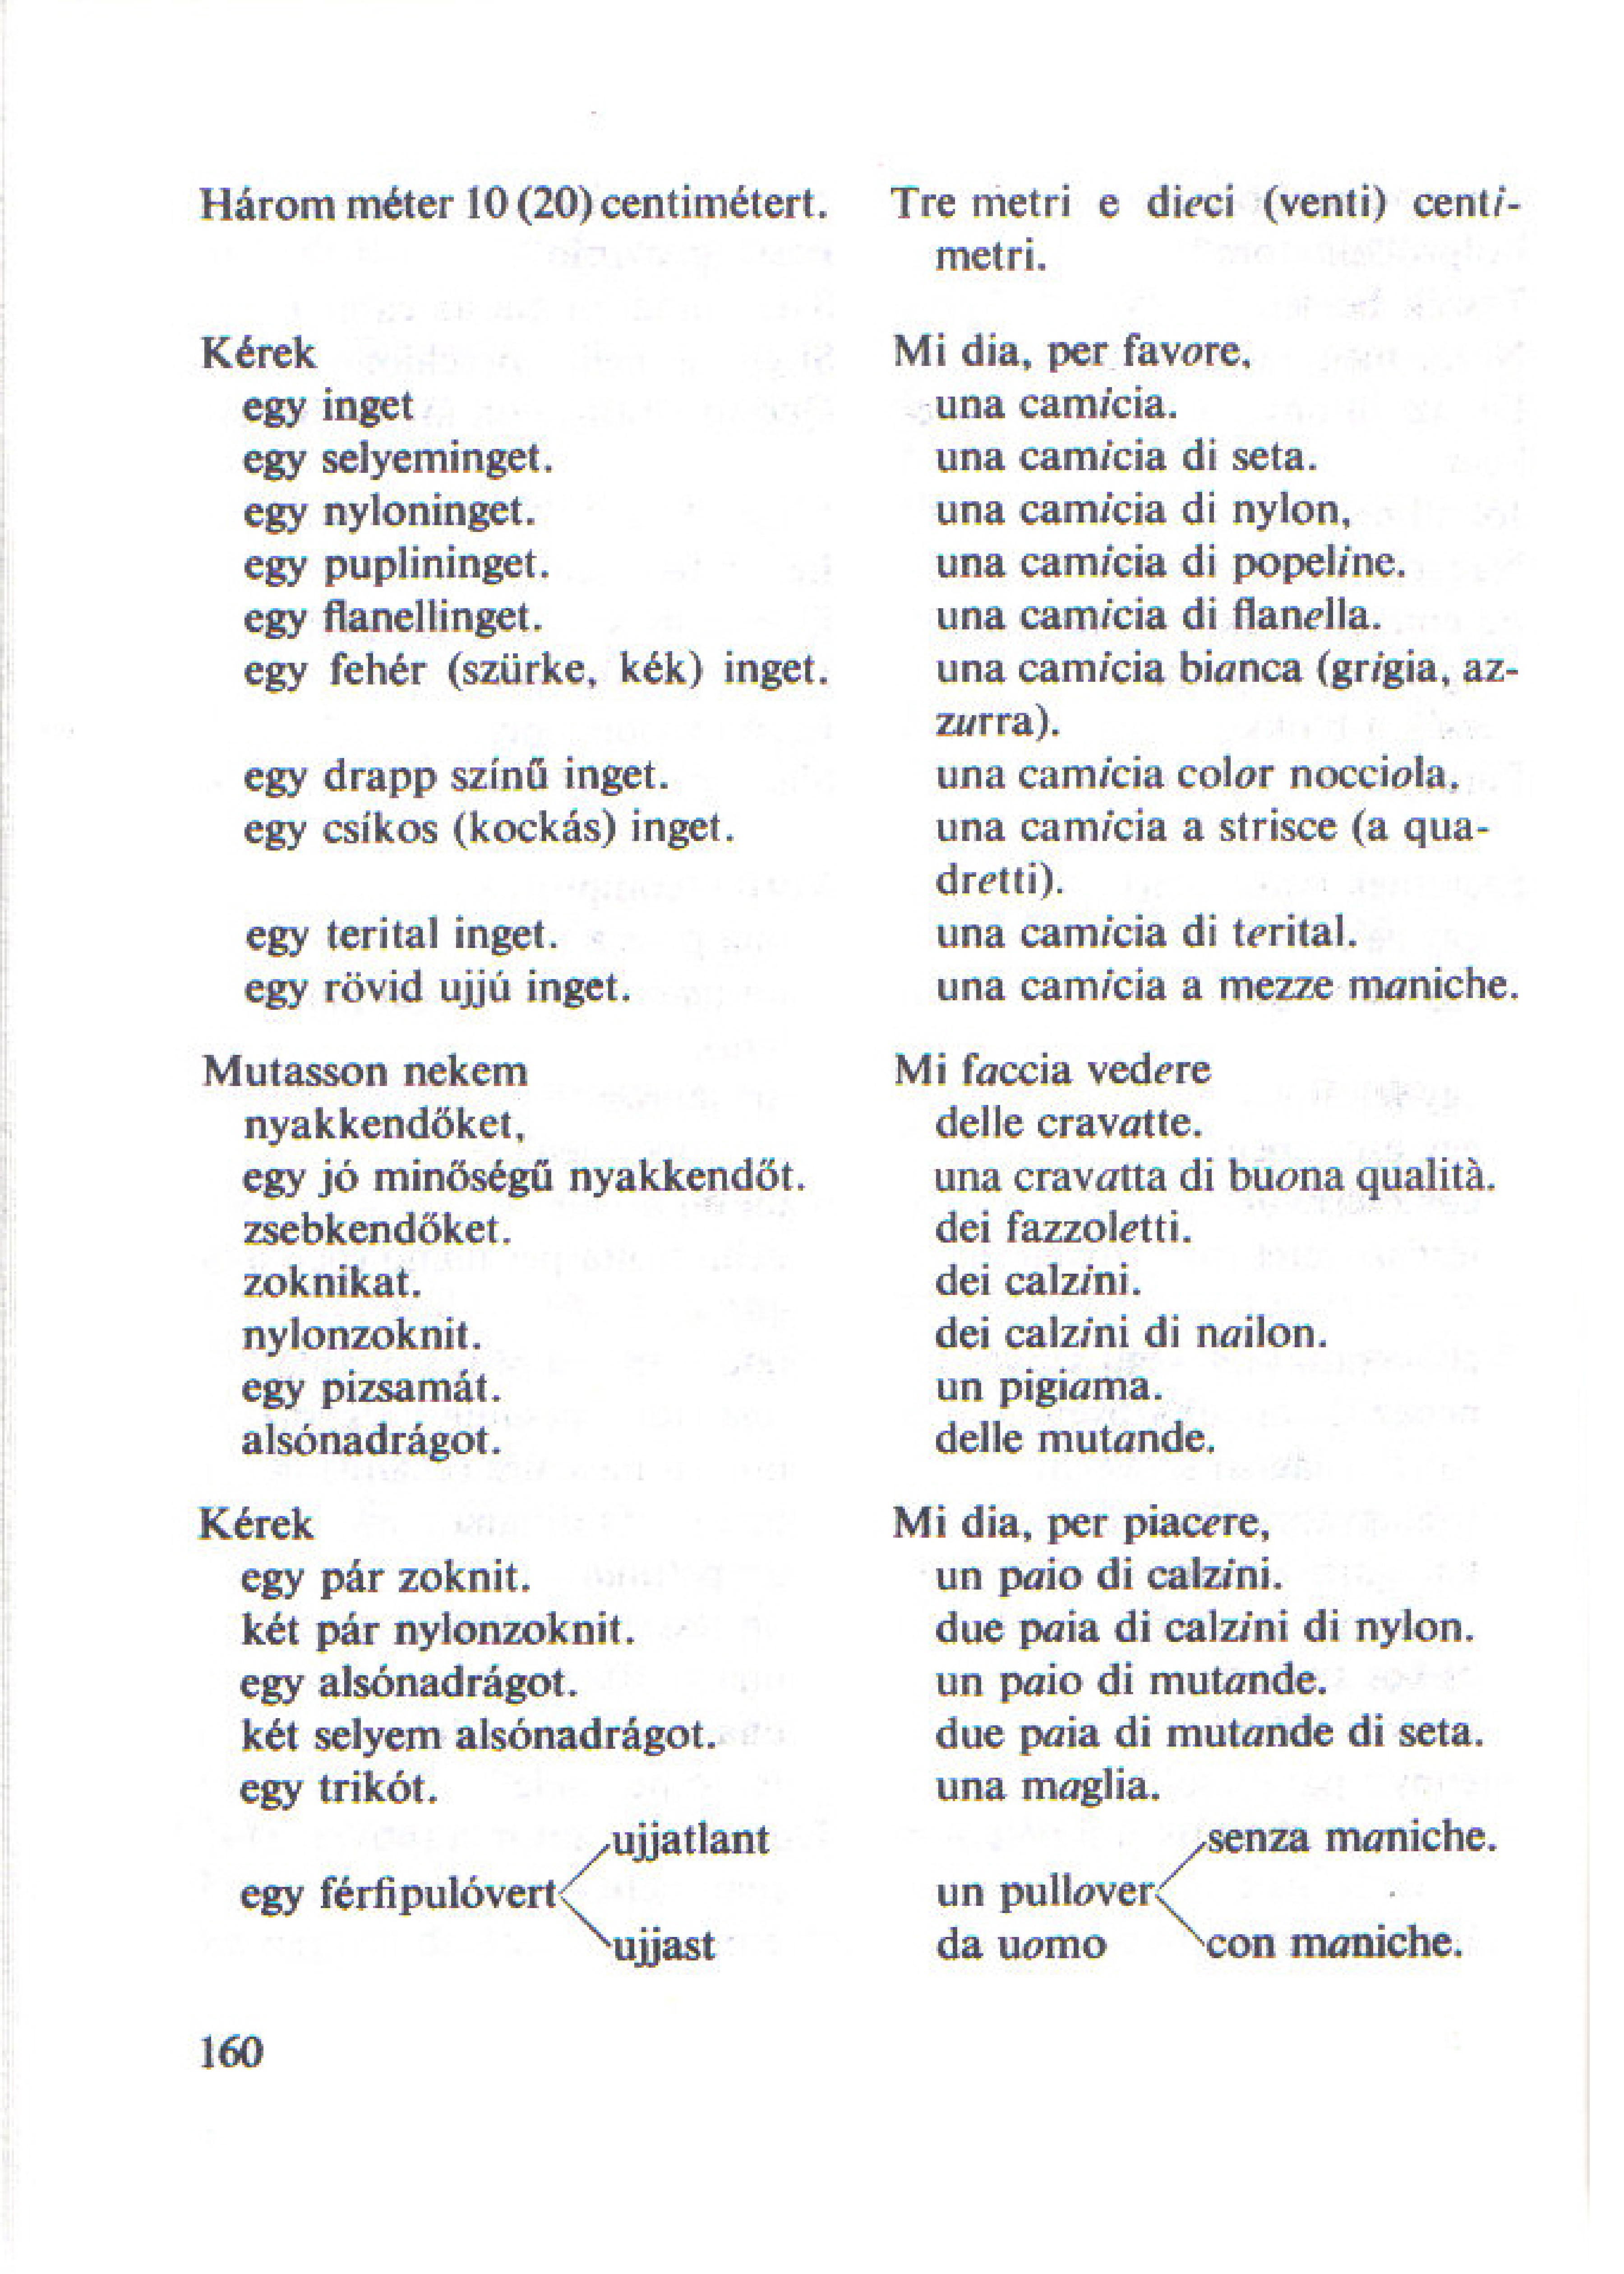 Három méter 10 (20) centimétert.
Kérek
egy inget
egy selyeminget.
egy nyloninget.
egy puplininget.
egy flanellinget.
egy fehér (szürke, kék) inget.
egy drapp színű inget.
egy csíkos (kockás) inget.
egy terital inget.
egy rövid ujjú inget.
Mutasson nekem
nyakkendőket,
egy jó minőségű nyakkendőt.
zsebkendőket.
zoknikat.
nylonzoknit.
egy pizsamát.
alsónadrágot.
Kérek
egy pár zoknit.
két pár nylonzoknit.
egy alsónadrágot.
két selyem alsónadrágot.
egy trikót.
ujjatlant
egy férfipulóvert
ujjast
Tre metri e dieci (venti) centi-
metri.
Mi dia, per favore,
una camicia.
una camicia di seta.
una camicia di nylon,
una camicia di popeline.
una camicia di flanella.
una camicia bianca (grigia, az-
zurra).
una camicia color nocciola.
una camicia a strisce (a qua-
dretti).
una camicia di terital.
una camicia a mezze maniche.
Mi faccia vedere
delle cravatte.
una cravatta di buona qualità.
dei fazzoletti.
dei calzini.
dei calzini di nailon.
un pigiama.
delle mutande.
Mi dia, per piacere,
un paio di calzini.
due paia di calzini di nylon.
un paio di mutande.
due paia di mutande di seta.
una maglia.
senza maniche.
un pullover
da uomo con maniche.
160